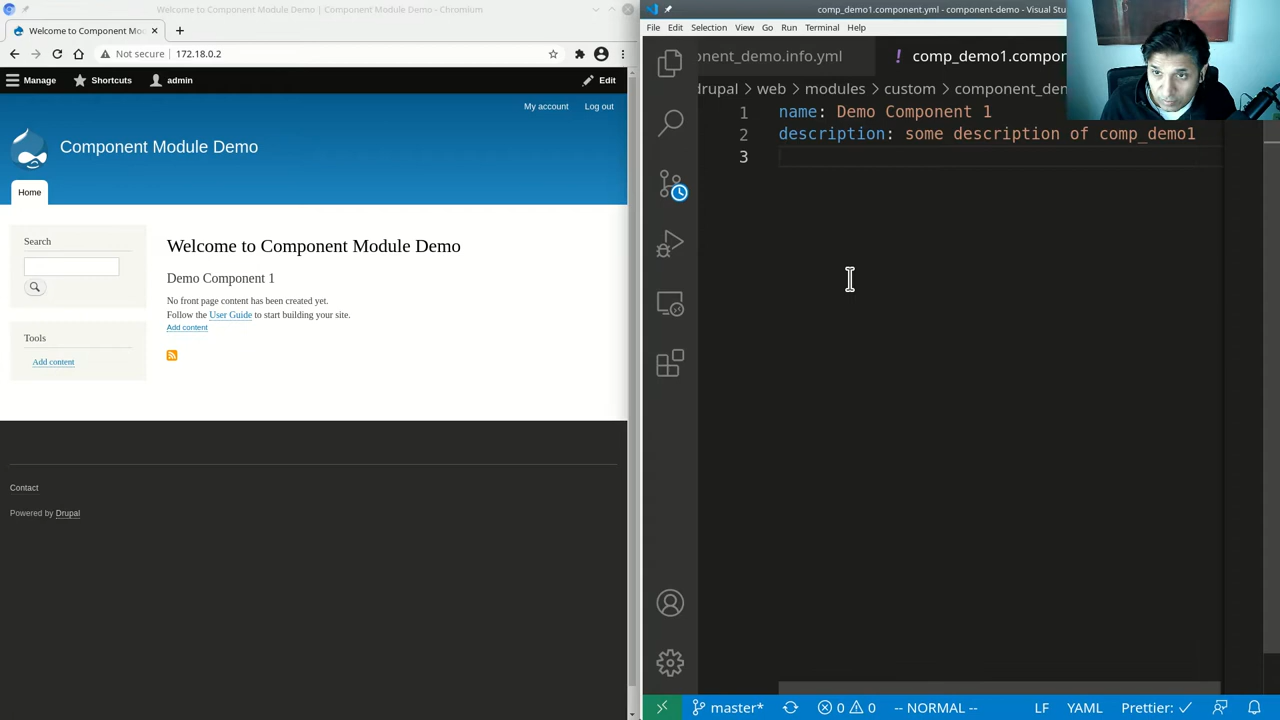 Welcome to Component Module Demo | Component Module Demo - Chromium
Welcome to Component Mo
Not secure | 172.18.0.2
Manage
Shortcuts
admin
Edit
My account
Log out
Component Module Demo
Home
Search
Tools
Add content
Welcome to Component Module Demo
Demo Component 1
No front page content has been created yet.
Follow the User Guide to start building your site.
Add content
Contact
Powered by Drupal
comp_demo1.component.yml - component-demo - Visual Stu
File Edit Selection View Go Run Terminal Help
onent_demo.info.yml
! comp_demo1.compor
drupal > web > modules > custom > component_dem
1 name: Demo Component 1
2 description: some description of comp_demo1
3
master*
0 0
-- NORMAL --
LF
YAML
Prettier: ✓